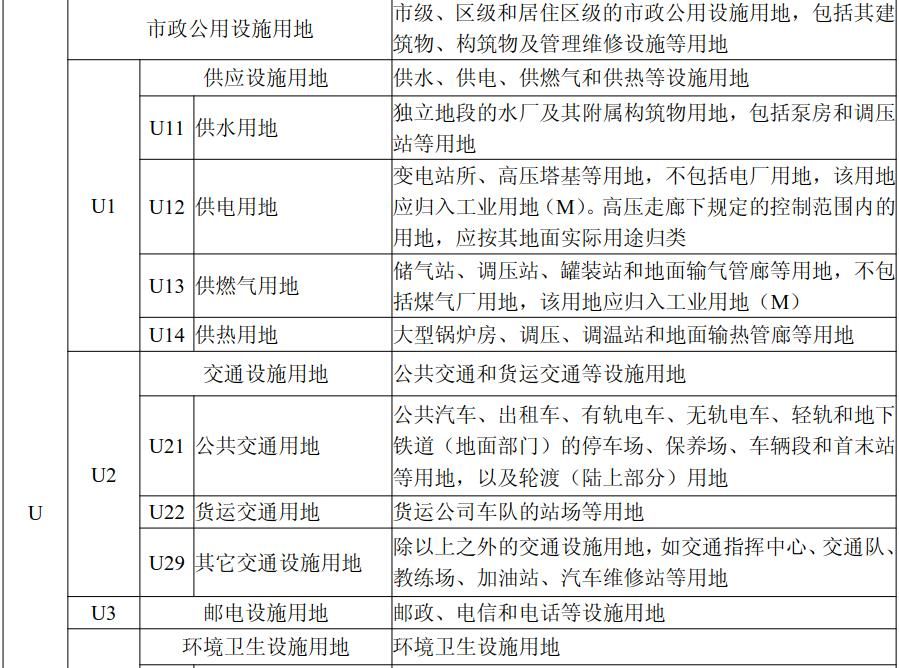 市政公用设施用地
市级、区级和居住区级的市政公用设施用地，包括其建
筑物、构筑物及管理维修设施等用地
供应设施用地
供水、供电、供燃气和供热等设施用地
U11
供水用地
独立地段的水厂及其附属构筑物用地，包括泵房和调压
站等用地
U1
U12
供电用地
变电站所、高压塔基等用地，不包括电厂用地，该用地
应归入工业用地（M）。高压走廊下规定的控制范围内的
用地，应按其地面实际用途归类
U13
供燃气用地
储气站、调压站、罐装站和地面输气管廊等用地，不包
括煤气厂用地，该用地应归入工业用地（M）
U14
供热用地
大型锅炉房、调压、调温站和地面输热管廊等用地
交通设施用地
公共交通和货运交通等设施用地
U21
公共交通用地
公共汽车、出租车、有轨电车、无轨电车、轻轨和地下
铁道（地面部门）的停车场、保养场、车辆段和首末站
等用地，以及轮渡（陆上部分）用地
U2
U
U22
货运交通用地
货运公司车队的站场等用地
U29
其它交通设施用地
除以上之外的交通设施用地，如交通指挥中心、交通队、
教练场、加油站、汽车维修站等用地
U3
邮电设施用地
邮政、电信和电话等设施用地
环境卫生设施用地
环境卫生设施用地